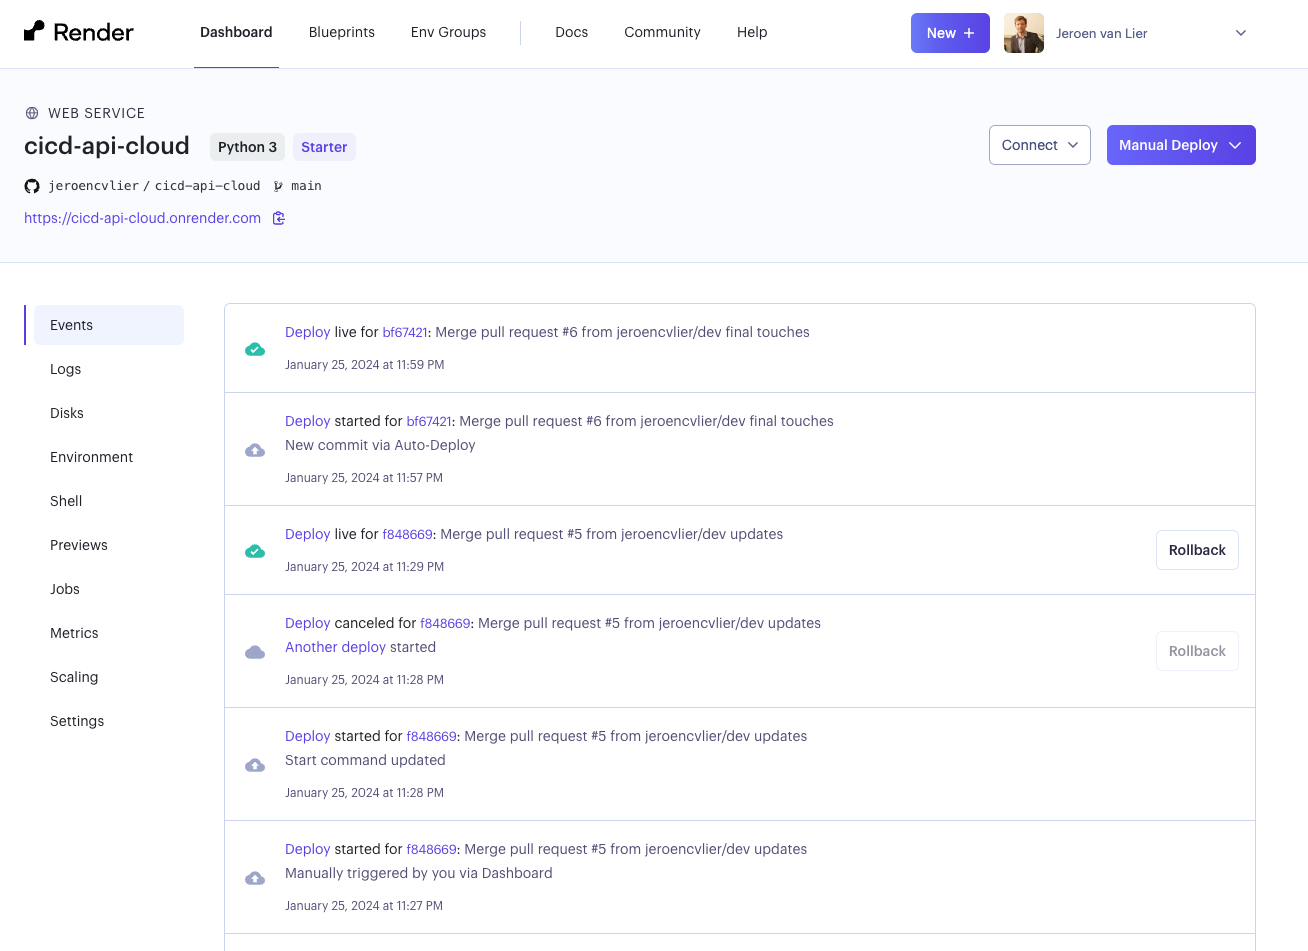 Render
Dashboard
Blueprints
Env Groups
Docs
Community
Help
New +
Jeroen van Lier
WEB SERVICE
cicd-api-cloud
Python 3
Starter
Connect
Manual Deploy
jeroencvlier / cicd-api-cloud
main
https://cicd-api-cloud.onrender.com
Events
Logs
Disks
Environment
Shell
Previews
Jobs
Metrics
Scaling
Settings
Deploy live for bf67421: Merge pull request #6 from jeroencvlier/dev final touches
January 25, 2024 at 11:59 PM
Deploy started for bf67421: Merge pull request #6 from jeroencvlier/dev final touches
New commit via Auto-Deploy
January 25, 2024 at 11:57 PM
Deploy live for f848669: Merge pull request #5 from jeroencvlier/dev updates
January 25, 2024 at 11:29 PM
Rollback
Deploy canceled for f848669: Merge pull request #5 from jeroencvlier/dev updates
Another deploy started
January 25, 2024 at 11:28 PM
Rollback
Deploy started for f848669: Merge pull request #5 from jeroencvlier/dev updates
Start command updated
January 25, 2024 at 11:28 PM
Deploy started for f848669: Merge pull request #5 from jeroencvlier/dev updates
Manually triggered by you via Dashboard
January 25, 2024 at 11:27 PM